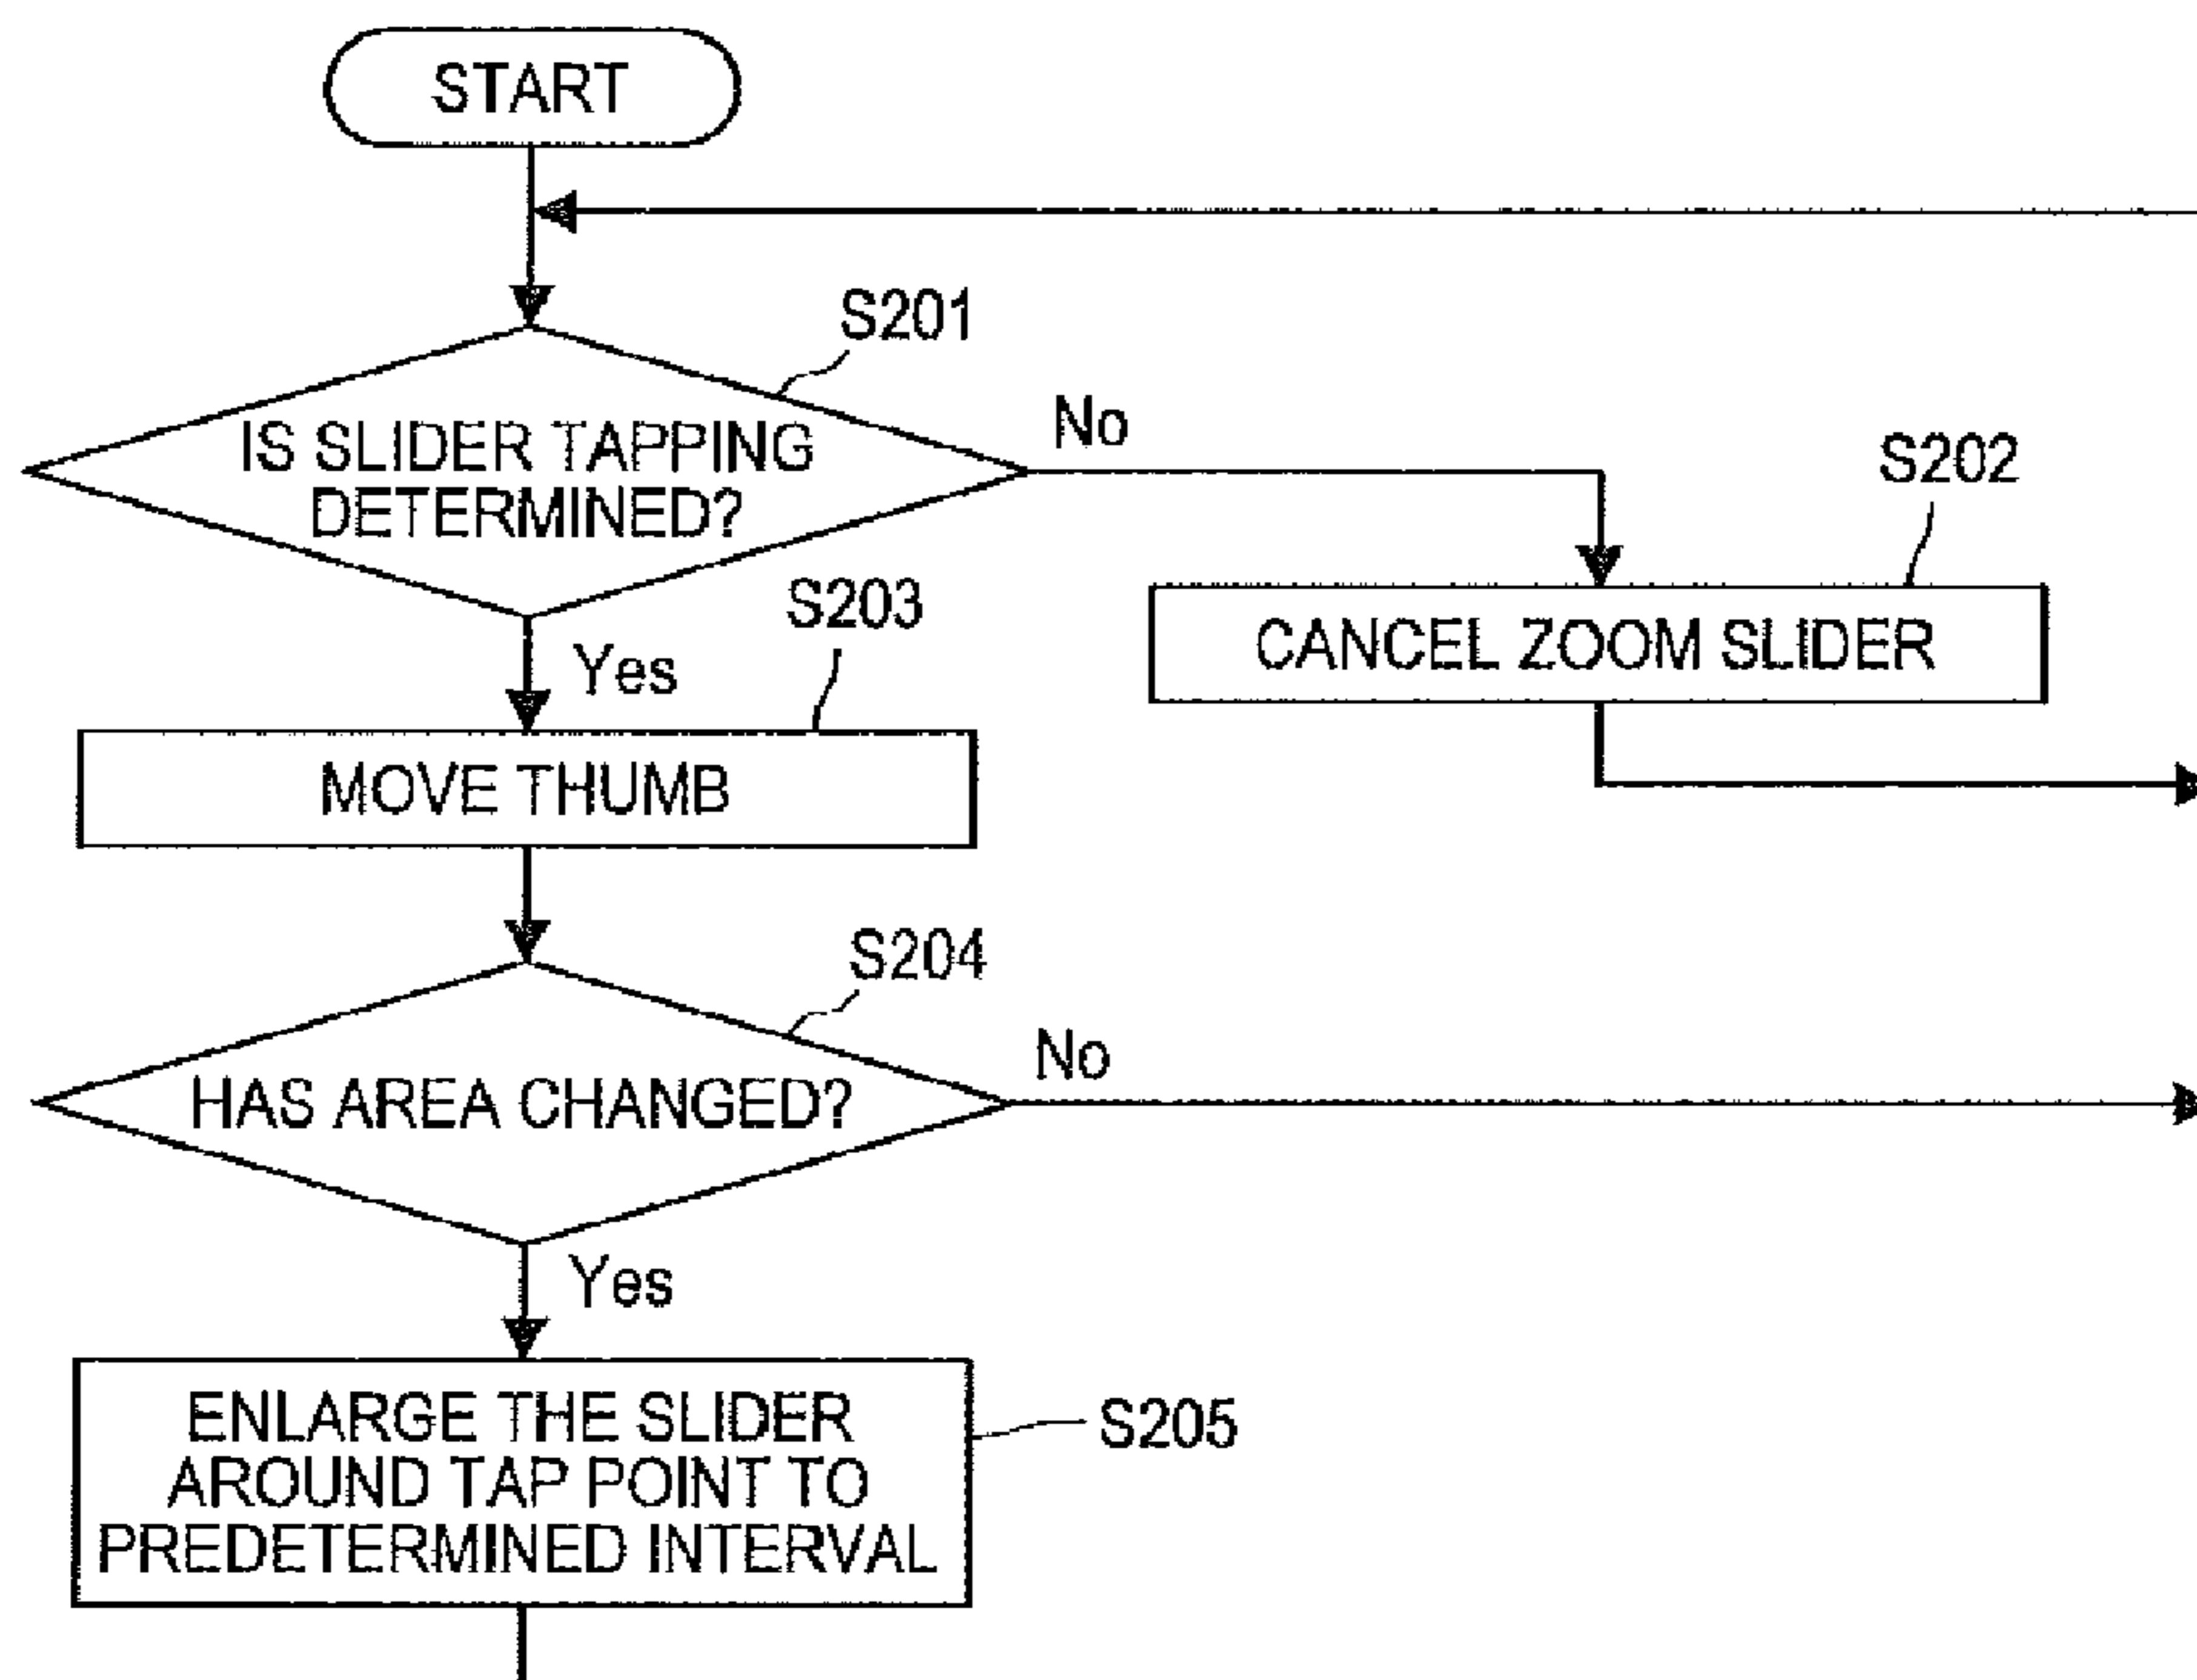 START
S201
IS SLIDER TAPPING
DETERMINED?
No
S202
CANCEL ZOOM SLIDER
Yes
S203
MOVE THUMB
S204
HAS AREA CHANGED?
No
Yes
ENLARGE THE SLIDER
AROUND TAP POINT TO
PREDETERMINED INTERVAL
S205